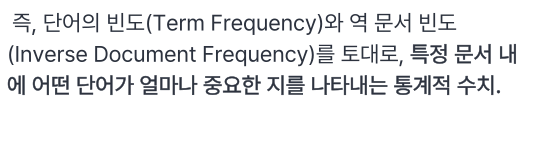 즉, 단어의 빈도(Term Frequency)와 역 문서 빈도
(Inverse Document Frequency)를 토대로, 특정 문서 내
에 어떤 단어가 얼마나 중요한 지를 나타내는 통계적 수치.